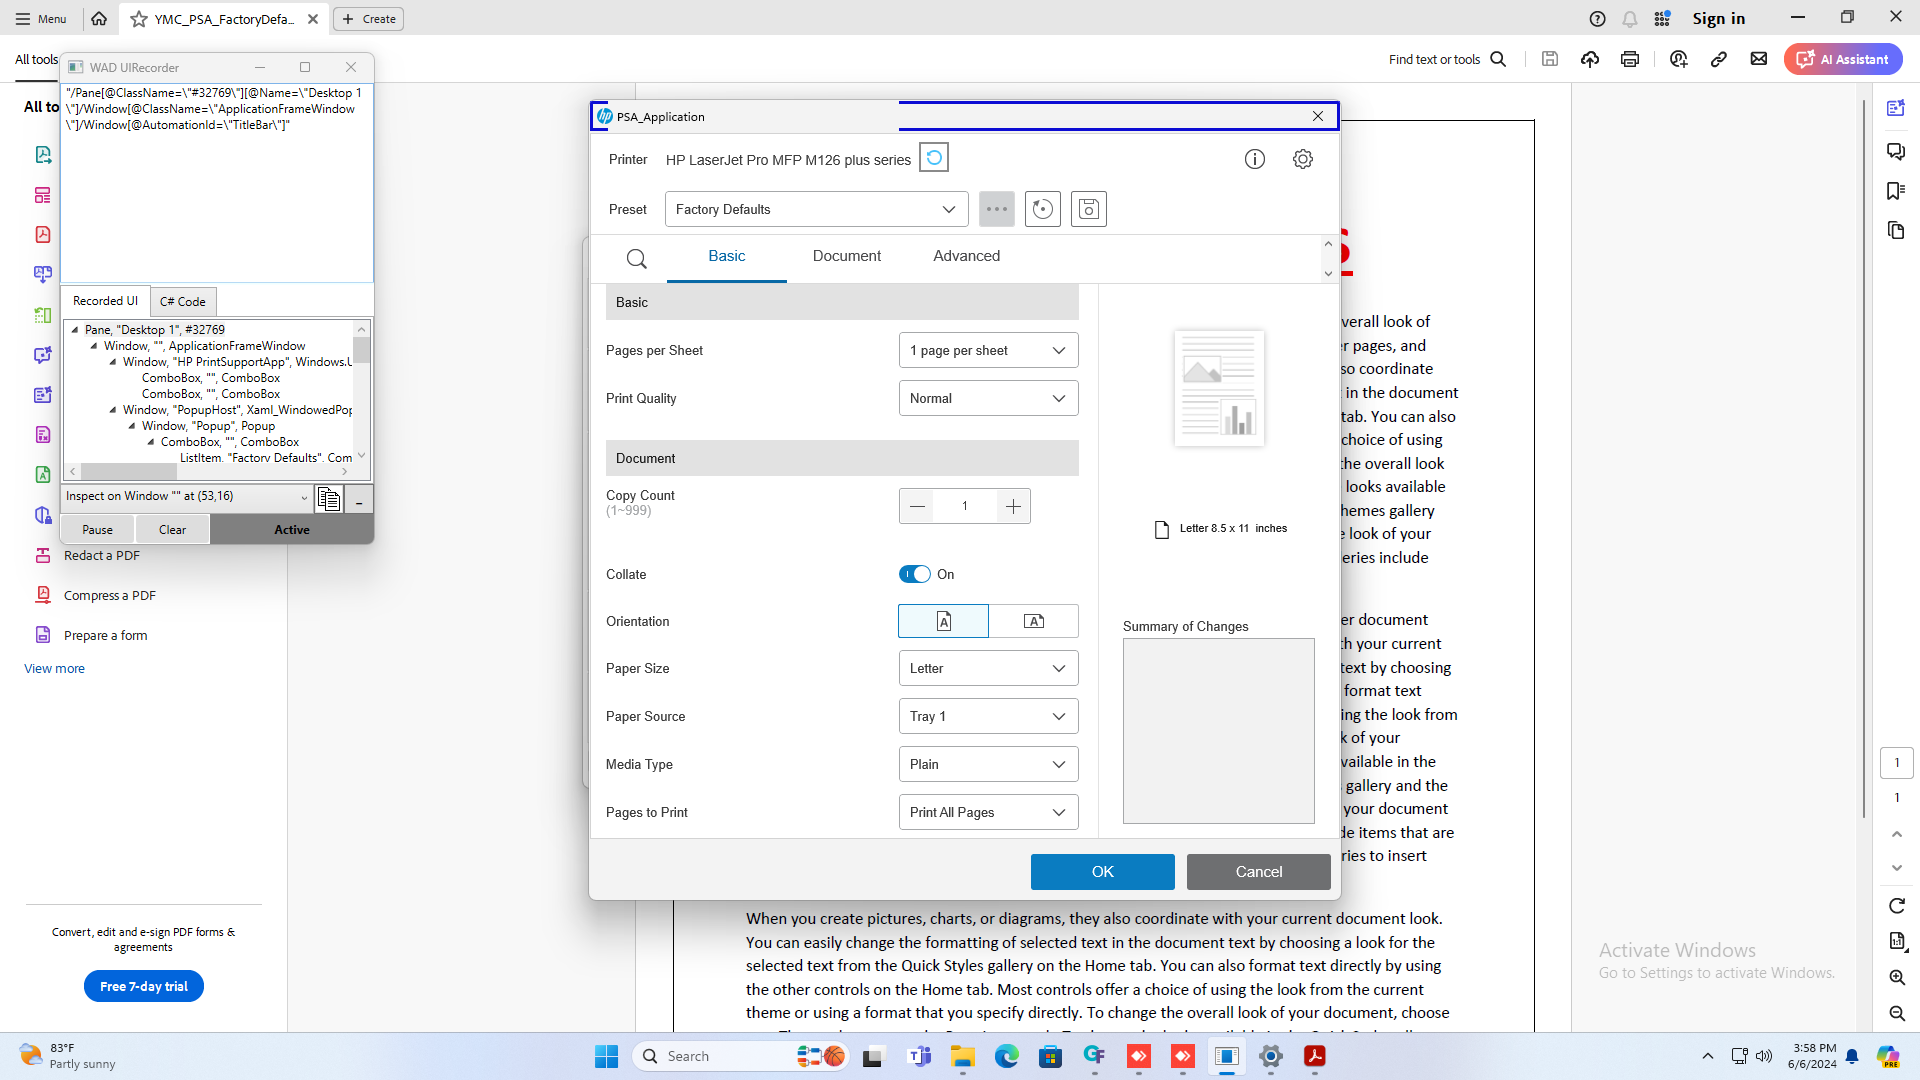 Menu
YMC_PSA_FactoryDefa...
Create
Sign in
All tools
Find text or tools
AI Assistant
WAD UIRecorder
"/Pane[@ClassName=\"#32769\"][@Name=\"Desktop 1
\"]/Window[@ClassName=\"ApplicationFrameWindow
\"]/Window[@AutomationId=\"TitleBar\"]"
All to
Recorded UI
C# Code
Pane, "Desktop 1", #32769
Window, "", ApplicationFrameWindow
Window, "HP PrintSupportApp", Windows.U
ComboBox, "", ComboBox
ComboBox, "", ComboBox
Window, "PopupHost", Xaml_WindowedPop
Window, "Popup", Popup
ComboBox, "", ComboBox
ListItem, "Factory Defaults", Com
Inspect on Window "" at (53,16)
Pause
Clear
Active
Redact a PDF
Compress a PDF
Prepare a form
View more
Convert, edit and e-sign PDF forms &
agreements
Free 7-day trial
hp
PSA_Application
Printer
HP LaserJet Pro MFP M126 plus series
Preset
Factory Defaults
Basic
Document
Advanced
Basic
Pages per Sheet
1 page per sheet
Print Quality
Normal
Document
Copy Count
(1~999)
1
Collate
On
Orientation
A
A
Paper Size
Letter
Paper Source
Tray 1
Media Type
Plain
Pages to Print
Print All Pages
Letter 8.5 x 11 inches
Summary of Changes
OK
Cancel
verall look of
r pages, and
so coordinate
t in the document
tab. You can also
choice of using
the overall look
looks available
hemes gallery
e look of your
eries include
er document
th your current
text by choosing
format text
ing the look from
k of your
vailable in the
gallery and the
your document
de items that are
ries to insert
When you create pictures, charts, or diagrams, they also coordinate with your current document look.
You can easily change the formatting of selected text in the document text by choosing a look for the
selected text from the Quick Styles gallery on the Home tab. You can also format text directly by using
the other controls on the Home tab. Most controls offer a choice of using the look from the current
theme or using a format that you specify directly. To change the overall look of your document, choose
1
1
Activate Windows
Go to Settings to activate Windows.
83°F
Partly sunny
Search
3:58 PM
6/6/2024